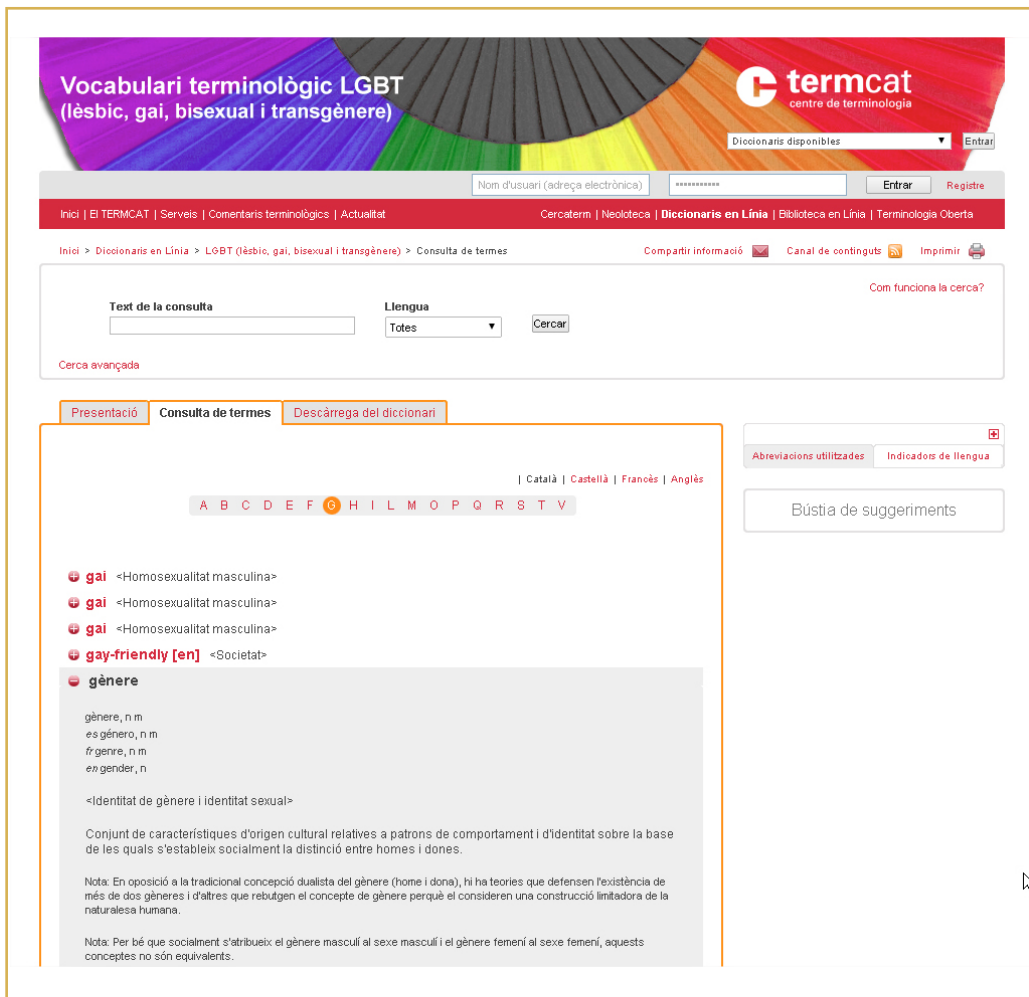 Vocabulari terminològic LGBT
(lèsbic, gai, bisexual i transgènere)
termcat
centre de terminologia
Diccionaris disponibles
Entrar
Nom d'usuari (adreça electrònica)
Entrar
Registre
Inici | El TERMCAT | Serveis | Comentaris terminològics | Actualitat
Cercaterm | Neoloteca | Diccionaris en Línia | Biblioteca en Línia | Terminologia Oberta
Inici > Diccionaris en Línia > LGBT (lèsbic, gai, bisexual i transgènere) > Consulta de termes
Compartir informació
Canal de continguts
Imprimir
Com funciona la cerca?
Text de la consulta
Llengua
Totes
Cercar
Cerca avançada
Presentació
Consulta de termes
Descàrrega del diccionari
Abreviacions utilitzades
Indicadors de llengua
Bústia de suggeriments
| Català | Castellà | Francès | Anglès
A B C D E F G H I L M O P Q R S T V
gai <Homosexualitat masculina>
gai <Homosexualitat masculina>
gai <Homosexualitat masculina>
gay-friendly [en] <Societat>
gènere
gènere, n m
es género, n m
fr genre, n m
en gender, n
<Identitat de gènere i identitat sexual>
Conjunt de característiques d'origen cultural relatives a patrons de comportament i d'identitat sobre la base
de les quals s'estableix socialment la distinció entre homes i dones.
Nota: En oposició a la tradicional concepció dualista del gènere (home i dona), hi ha teories que defensen l'existència de
més de dos gèneres i d'altres que rebutgen el concepte de gènere perquè el consideren una construcció limitadora de la
naturalesa humana.
Nota: Per bé que socialment s'atribueix el gènere masculí al sexe masculí i el gènere femení al sexe femení, aquests
conceptes no són equivalents.